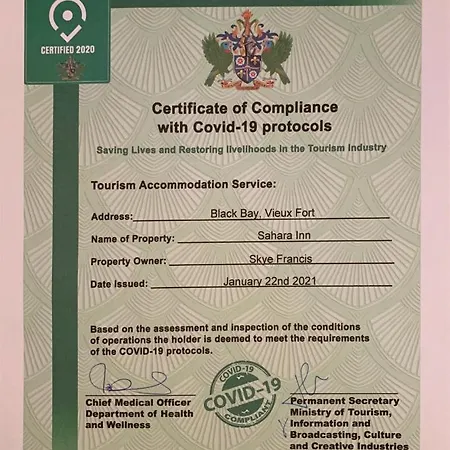 CERTIFIED 2020
Certificate of Compliance
with Covid-19 protocols
Saving Lives and Restoring livelihoods in the Tourism Industry
Tourism Accommodation Service:
Address: Black Bay, Vieux Fort
Name of Property: Sahara Inn
Property Owner: Skye Francis
Date Issued: January 22nd 2021
Based on the assessment and inspection of the conditions
of operations the holder is deemed to meet the requirements
of the COVID-19 protocols.
COVID-19
COVID-19
COMPLIANT
Chief Medical Officer
Department of Health
and Wellness
Permanent Secretary
Ministry of Tourism,
Information and
Broadcasting, Culture
and Creative Industries